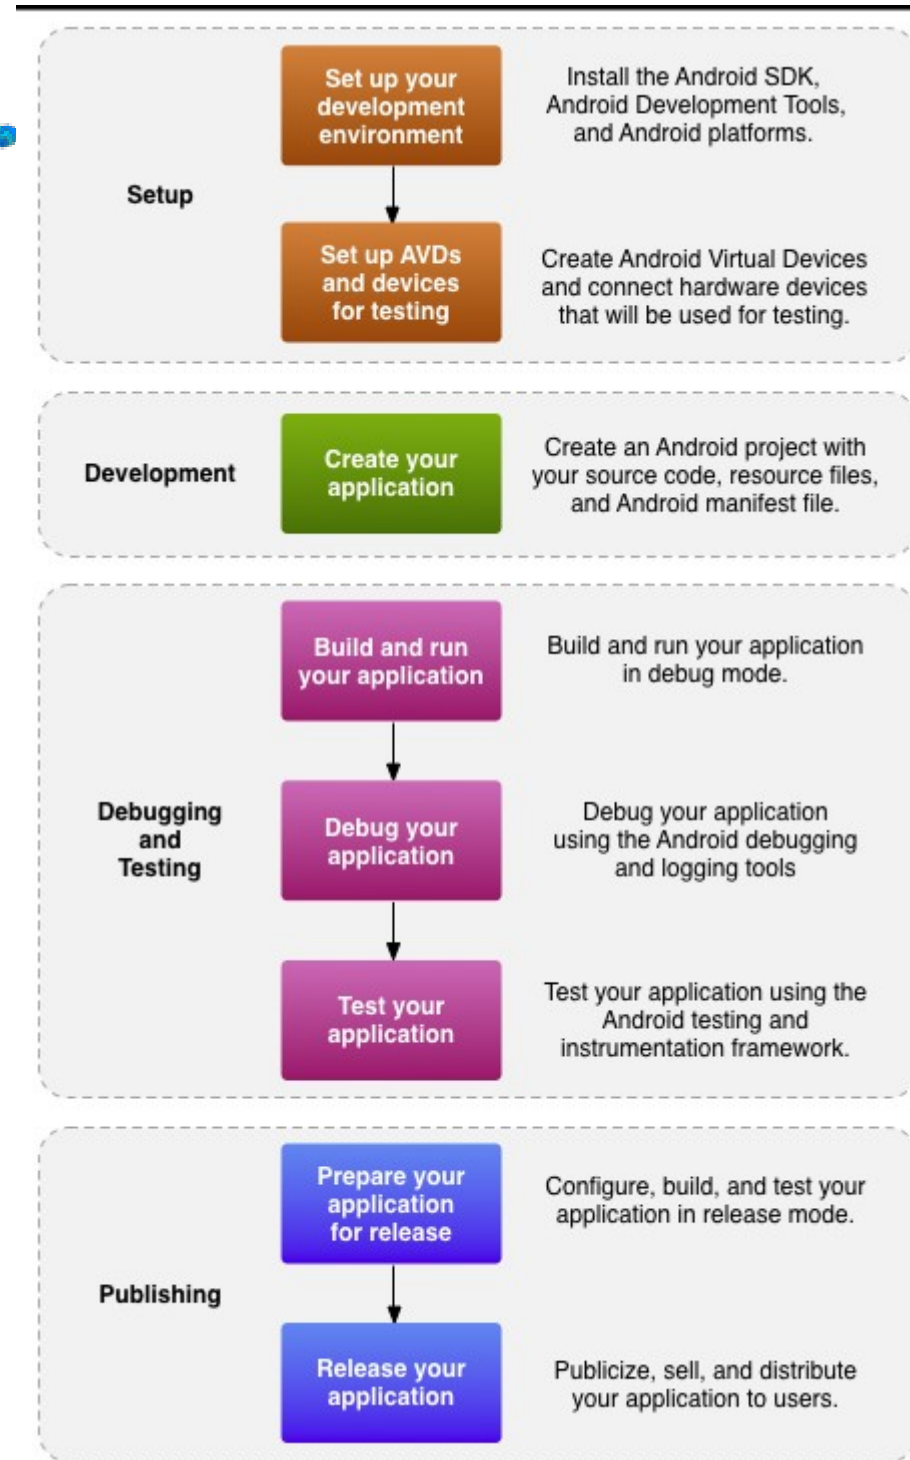 Setup
Set up your
development
environment
Install the Android SDK,
Android Development Tools,
and Android platforms.
Set up AVDs
and devices
for testing
Create Android Virtual Devices
and connect hardware devices
that will be used for testing.
Development
Create your
application
Create an Android project with
your source code, resource files,
and Android manifest file.
Debugging
and
Testing
Build and run
your application
Build and run your application
in debug mode.
Debug your
application
Debug your application
using the Android debugging
and logging tools
Test your
application
Test your application using the
Android testing and
instrumentation framework.
Publishing
Prepare your
application
for release
Configure, build, and test your
application in release mode.
Release your
application
Publicize, sell, and distribute
your application to users.